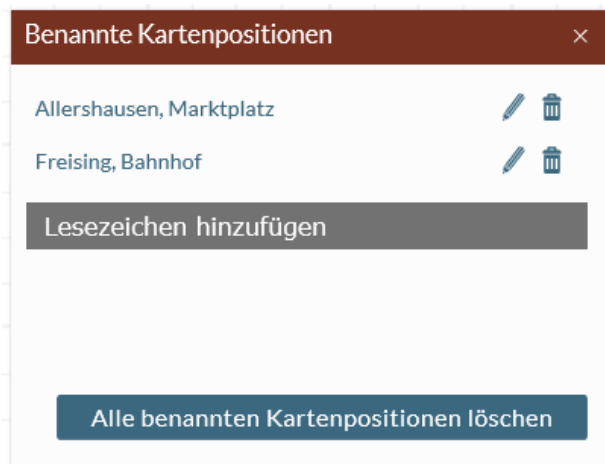 Benannte Kartenpositionen
Allershausen, Marktplatz
Freising, Bahnhof
Lesezeichen hinzufügen
Alle benannten Kartenpositionen löschen